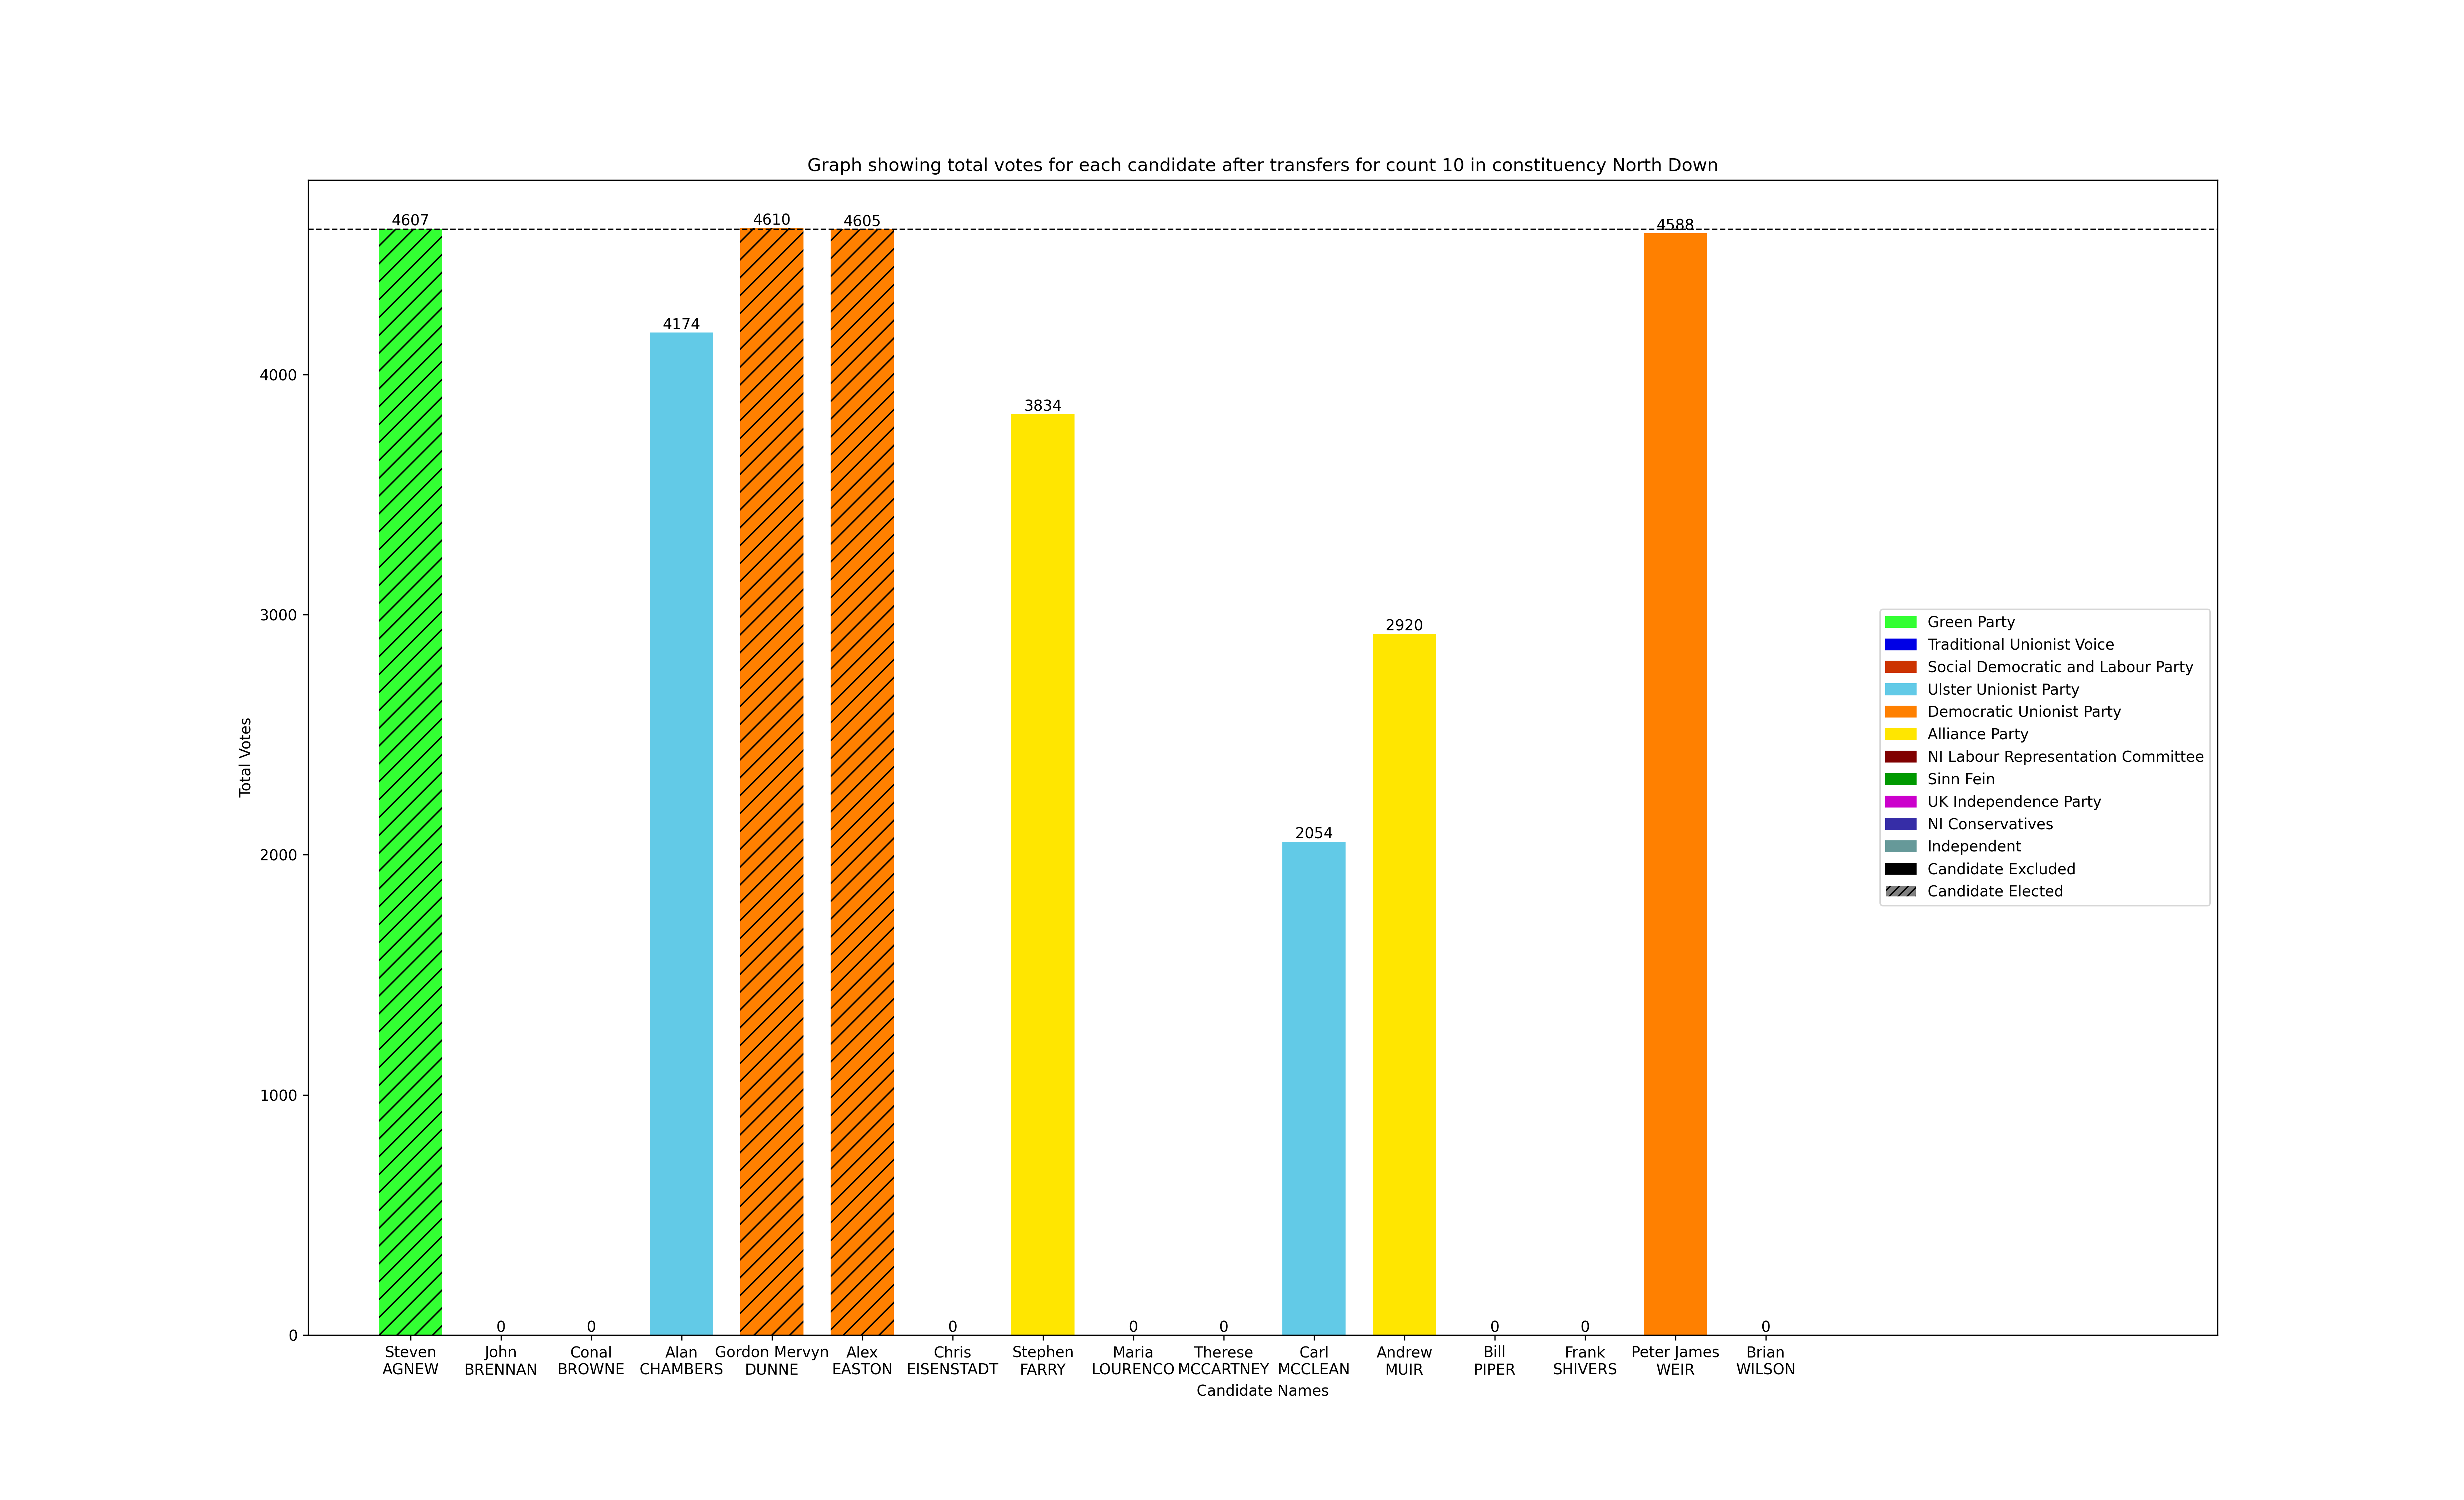 Graph showing total votes for each candidate after transfers for count 10 in constituency North Down
4607
4610
4605
4588
4174
3834
2920
2054
0
0
0
0
0
0
0
0
4000
3000
2000
1000
0
Total Votes
Green Party
Traditional Unionist Voice
Social Democratic and Labour Party
Ulster Unionist Party
Democratic Unionist Party
Alliance Party
NI Labour Representation Committee
Sinn Fein
UK Independence Party
NI Conservatives
Independent
Candidate Excluded
Candidate Elected
Steven
AGNEW
John
BRENNAN
Conal
BROWNE
Alan
CHAMBERS
Gordon Mervyn
DUNNE
Alex
EASTON
Chris
EISENSTADT
Stephen
FARRY
Maria
LOURENCO
Therese
MCCARTNEY
Carl
MCCLEAN
Andrew
MUIR
Bill
PIPER
Frank
SHIVERS
Peter James
WEIR
Brian
WILSON
Candidate Names